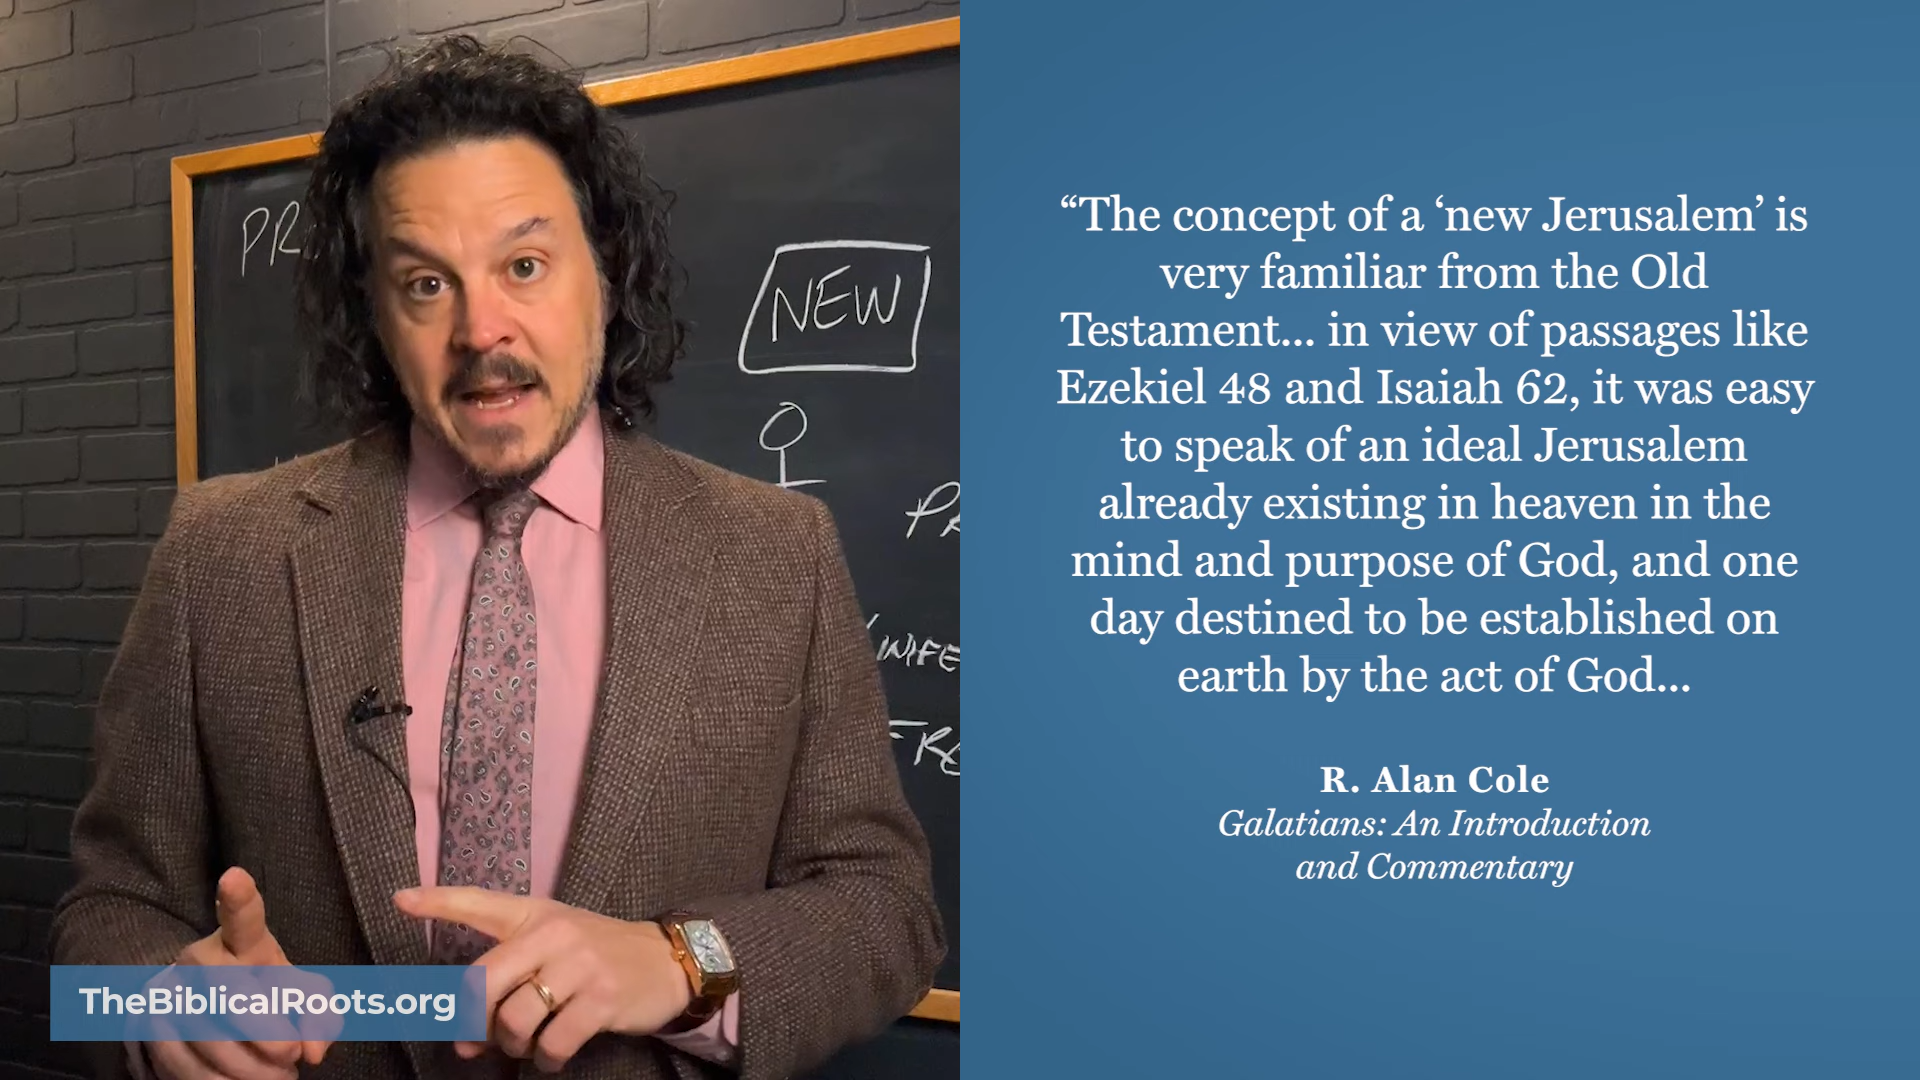 NEW
“The concept of a ‘new Jerusalem’ is
very familiar from the Old
Testament... in view of passages like
Ezekiel 48 and Isaiah 62, it was easy
to speak of an ideal Jerusalem
already existing in heaven in the
mind and purpose of God, and one
day destined to be established on
earth by the act of God...
R. Alan Cole
Galatians: An Introduction
and Commentary
TheBiblicalRoots.org